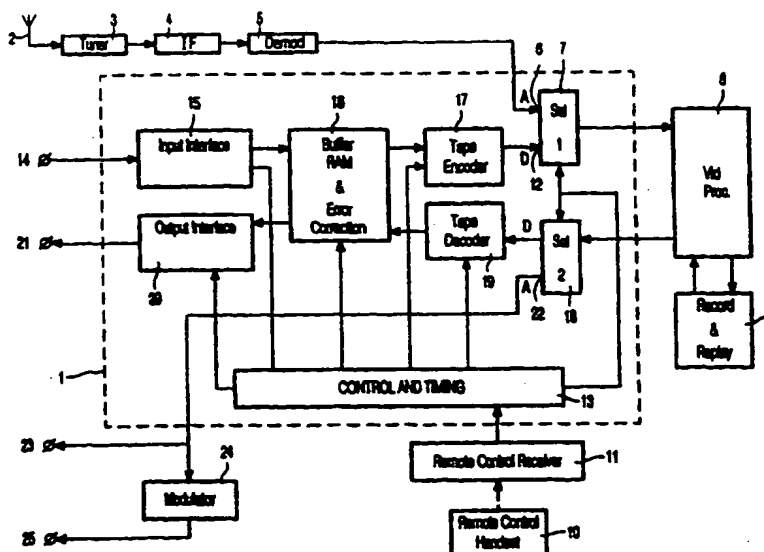 2
3
Tuner
4
I F
5
Demod
6
7
8
A
Sel
1
D
12
Vid
Proc.
14
15
Input Interface
18
Buffer
RAM
&
Error
Correction
17
Tape
Encoder
21
Output Interface
20
Tape
Decoder
19
D
Sel
2
A
22
18
Record
&
Replay
1
CONTROL AND TIMING
13
23
24
Modulator
25
Remote Control Receiver
11
Remote Control
Handset
10